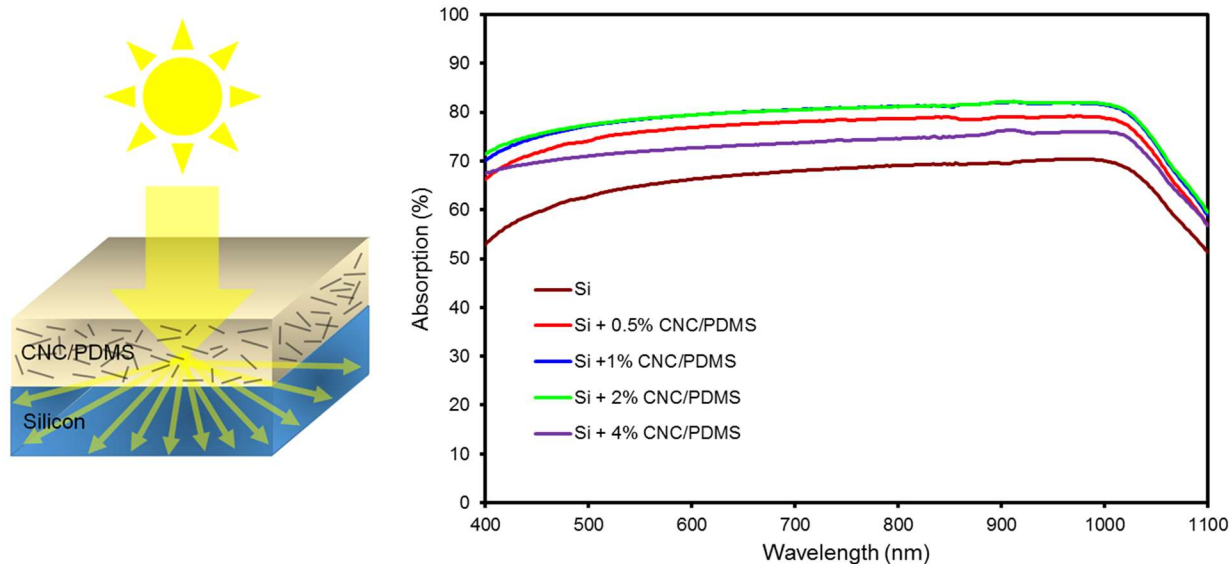 CNC/PDMS
Silicon
Absorption (%)
100
90
80
70
60
50
40
30
20
10
0
Si
Si + 0.5% CNC/PDMS
Si +1% CNC/PDMS
Si + 2% CNC/PDMS
Si + 4% CNC/PDMS
400 500 600 700 800 900 1000 1100
Wavelength (nm)